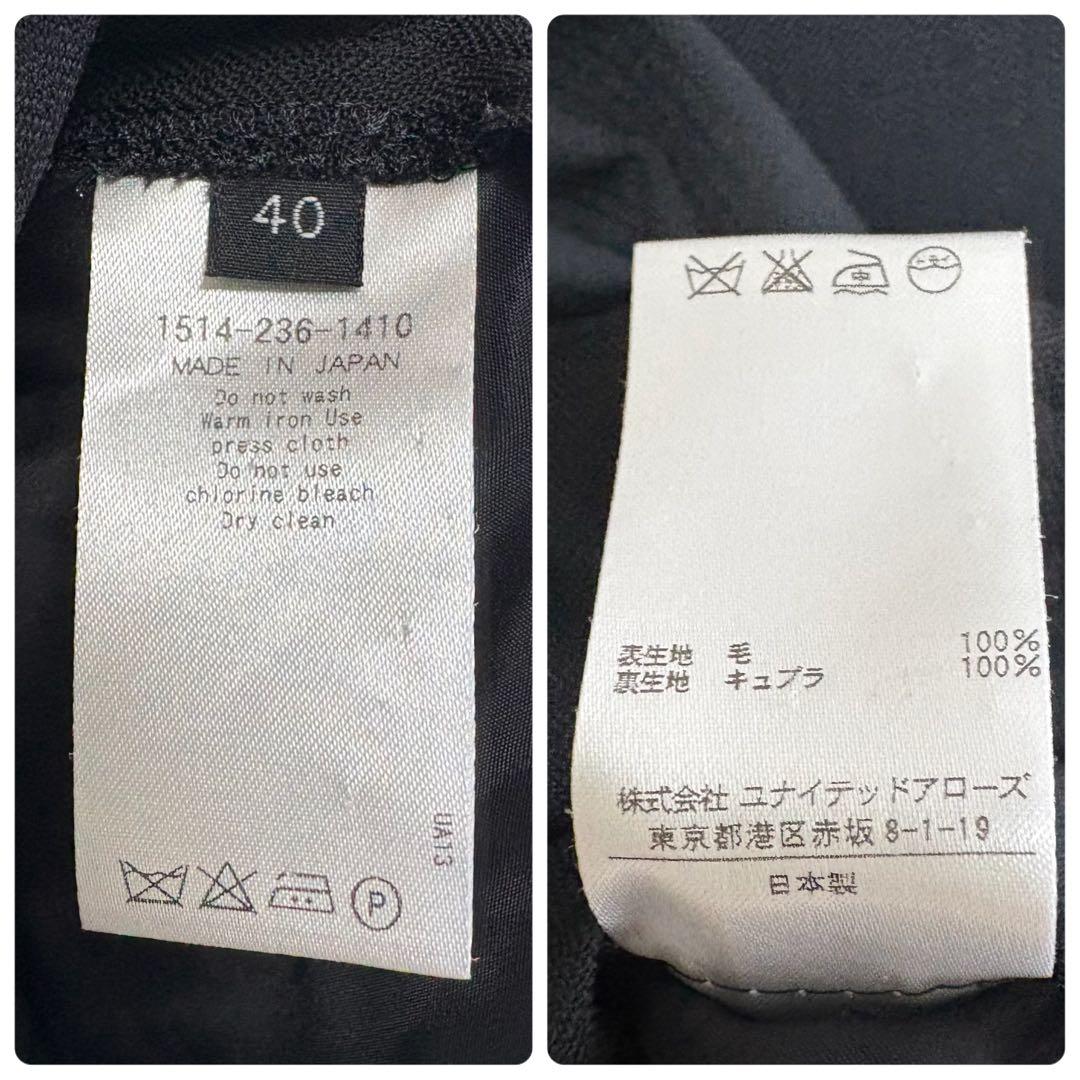 40
1514-236-1410
MADE IN JAPAN
Do not wash
Warm iron Use
press cloth
Do not use
chlorine bleach
Dry clean
UA13
P
中
表生地 毛 100%
裏生地 キュプラ 100%
株式会社 ユナイテッドアローズ
東京都港区赤坂 8-1-19
日本製